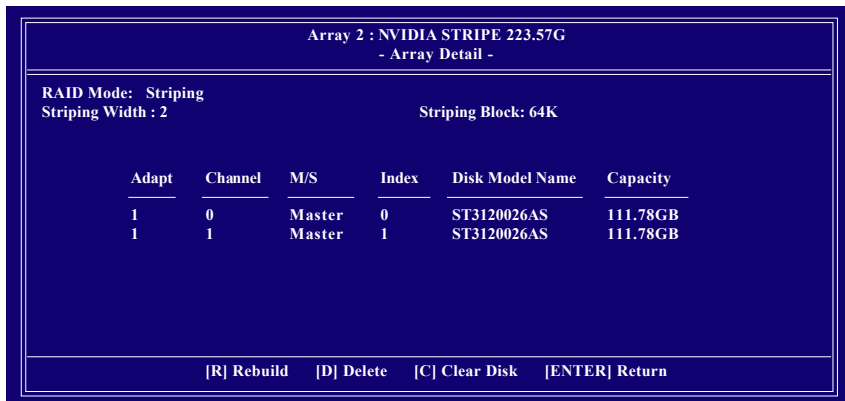 Array 2 : NVIDIA STRIPE 223.57G
- Array Detail -
RAID Mode: Striping
Striping Width : 2 Striping Block: 64K
Adapt Channel M/S Index Disk Model Name Capacity
1 0 Master 0 ST3120026AS 111.78GB
1 1 Master 1 ST3120026AS 111.78GB
[R] Rebuild [D] Delete [C] Clear Disk [ENTER] Return